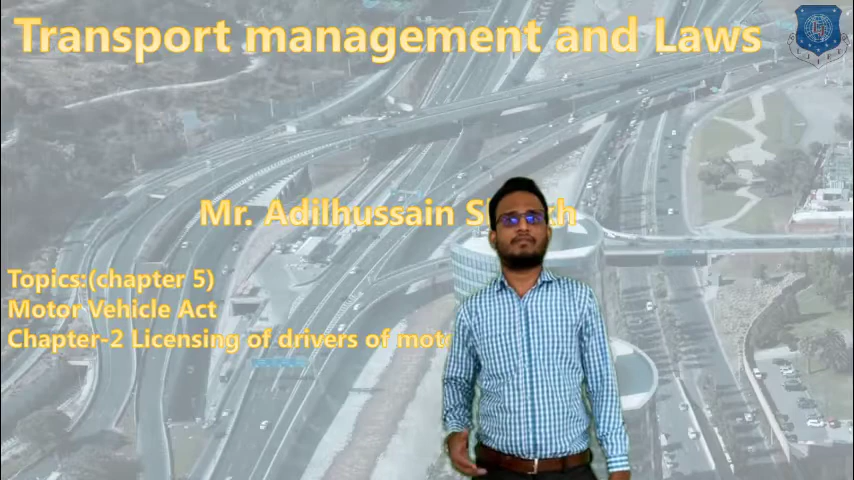 Transport management and Laws
Mr. Adilhussain S
Topics:(chapter 5)
Motor Vehicle Act
Chapter-2 Licensing of drivers of mot